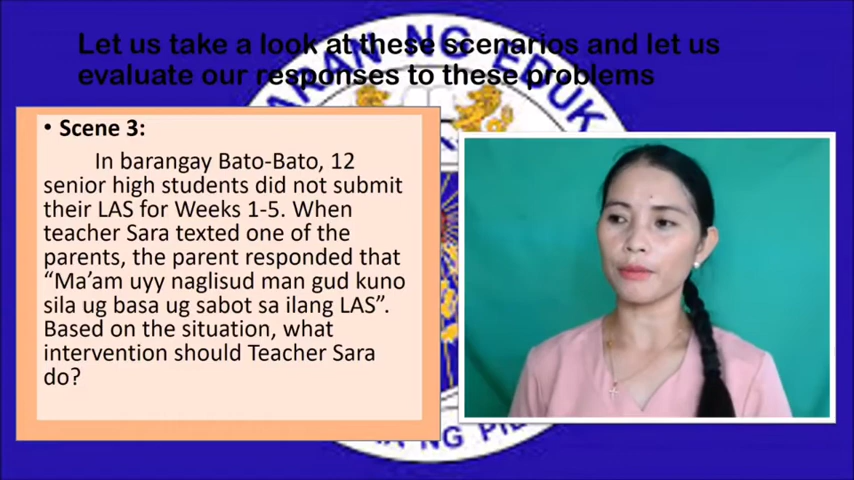 Let us take a look at these scenarios and let us
evaluate our responses to these problems
• Scene 3:
In barangay Bato-Bato, 12
senior high students did not submit
their LAS for Weeks 1-5. When
teacher Sara texted one of the
parents, the parent responded that
“Ma’am uyy naglisud man gud kuno
sila ug basa ug sabot sa ilang LAS”.
Based on the situation, what
intervention should Teacher Sara
do?